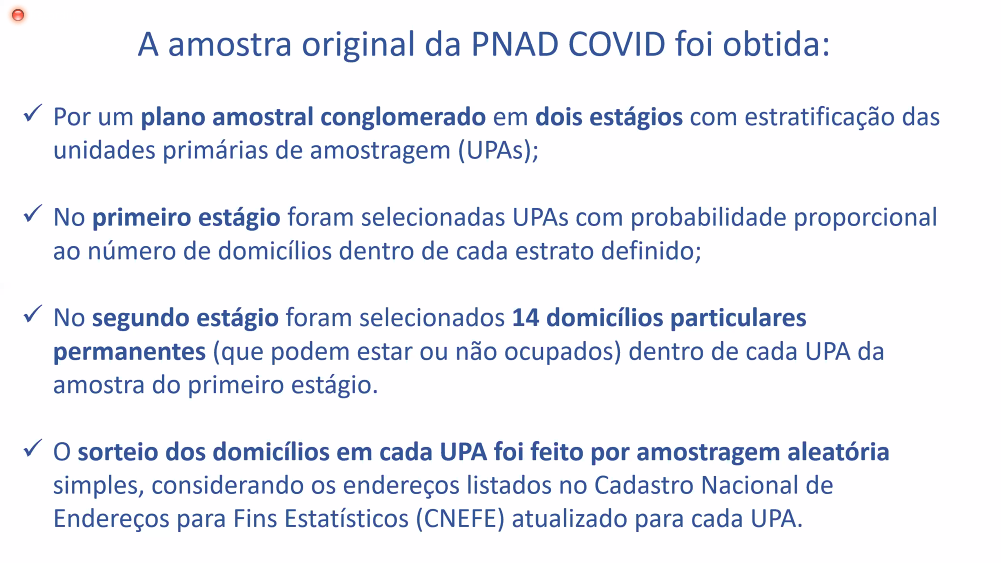 A amostra original da PNAD COVID foi obtida:
✓ Por um plano amostral conglomerado em dois estágios com estratificação das
unidades primárias de amostragem (UPAs);
✓ No primeiro estágio foram selecionadas UPAs com probabilidade proporcional
ao número de domicílios dentro de cada estrato definido;
✓ No segundo estágio foram selecionados 14 domicílios particulares
permanentes (que podem estar ou não ocupados) dentro de cada UPA da
amostra do primeiro estágio.
✓ O sorteio dos domicílios em cada UPA foi feito por amostragem aleatória
simples, considerando os endereços listados no Cadastro Nacional de
Endereços para Fins Estatísticos (CNEFE) atualizado para cada UPA.